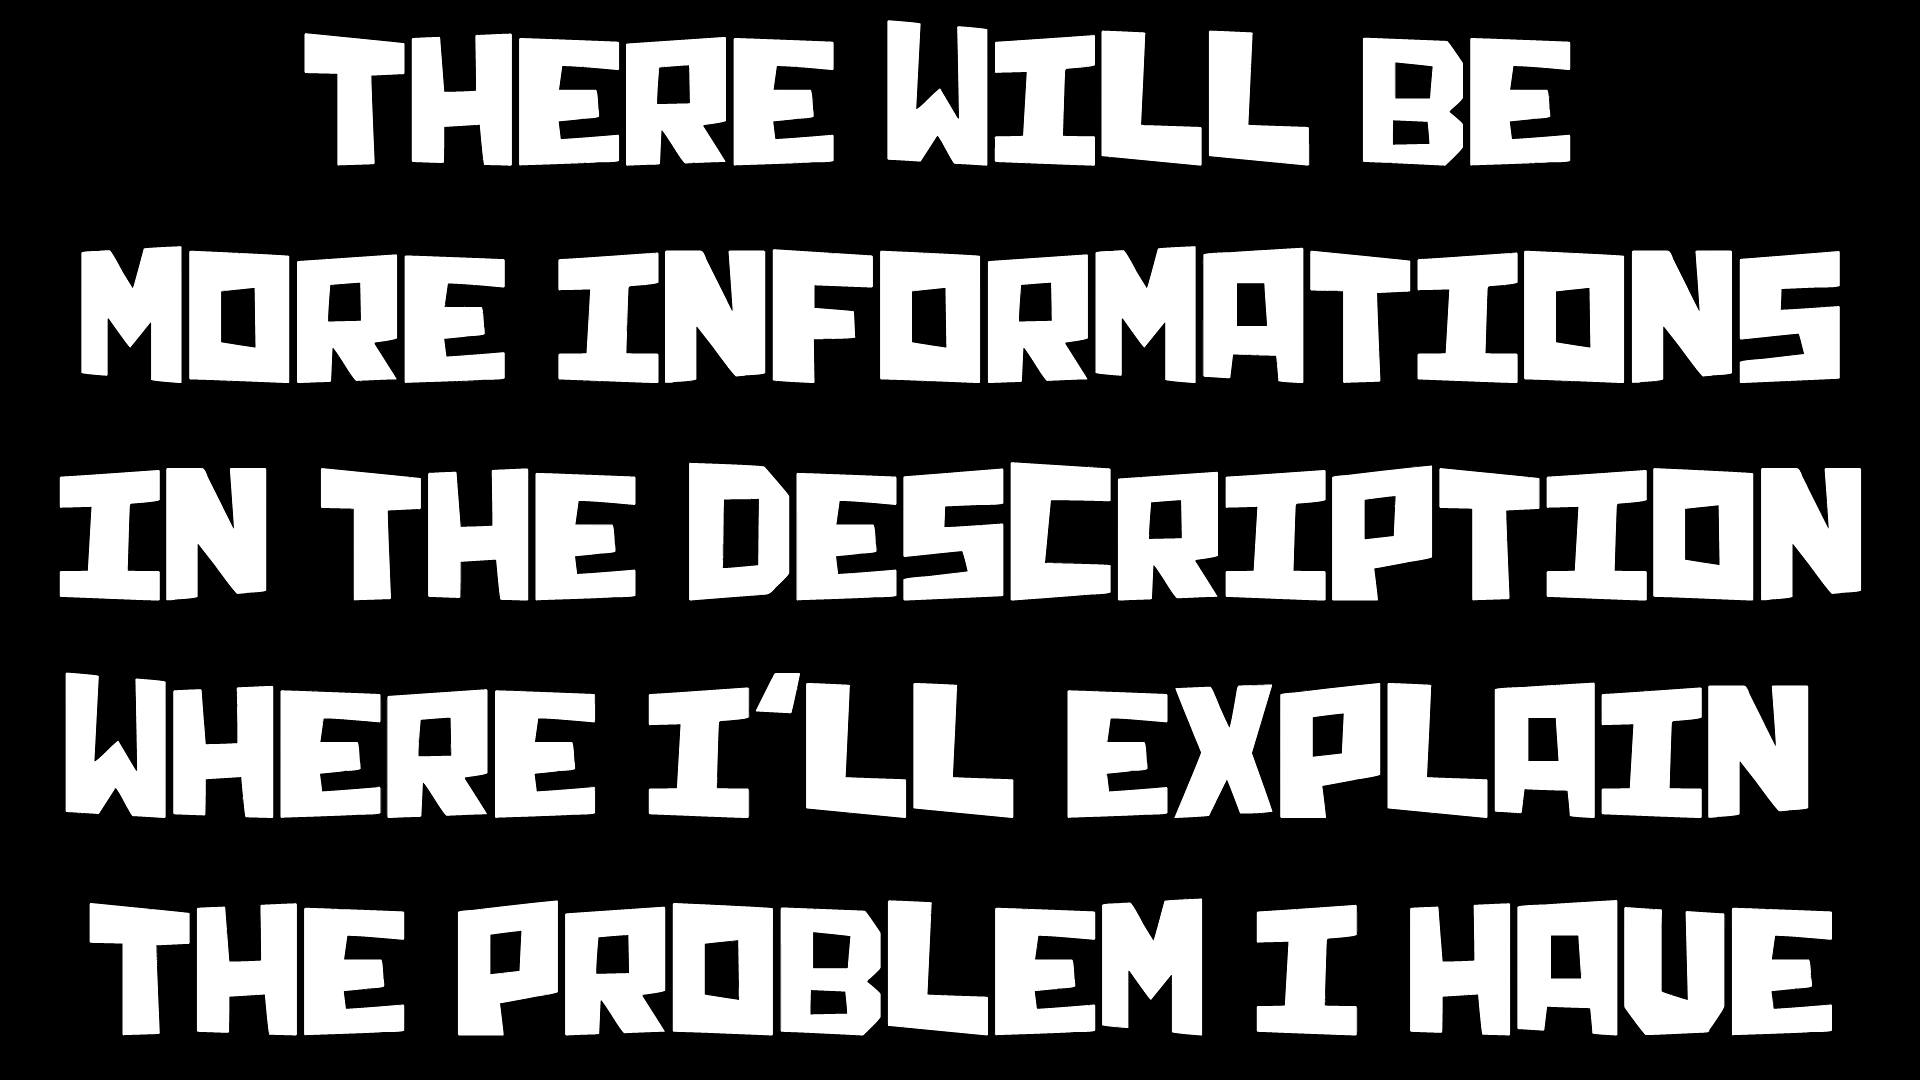 THERE WILL BE
MORE INFORMATIONS
IN THE DESCRIPTION
WHERE I'LL EXPLAIN
THE PROBLEM I HAVE